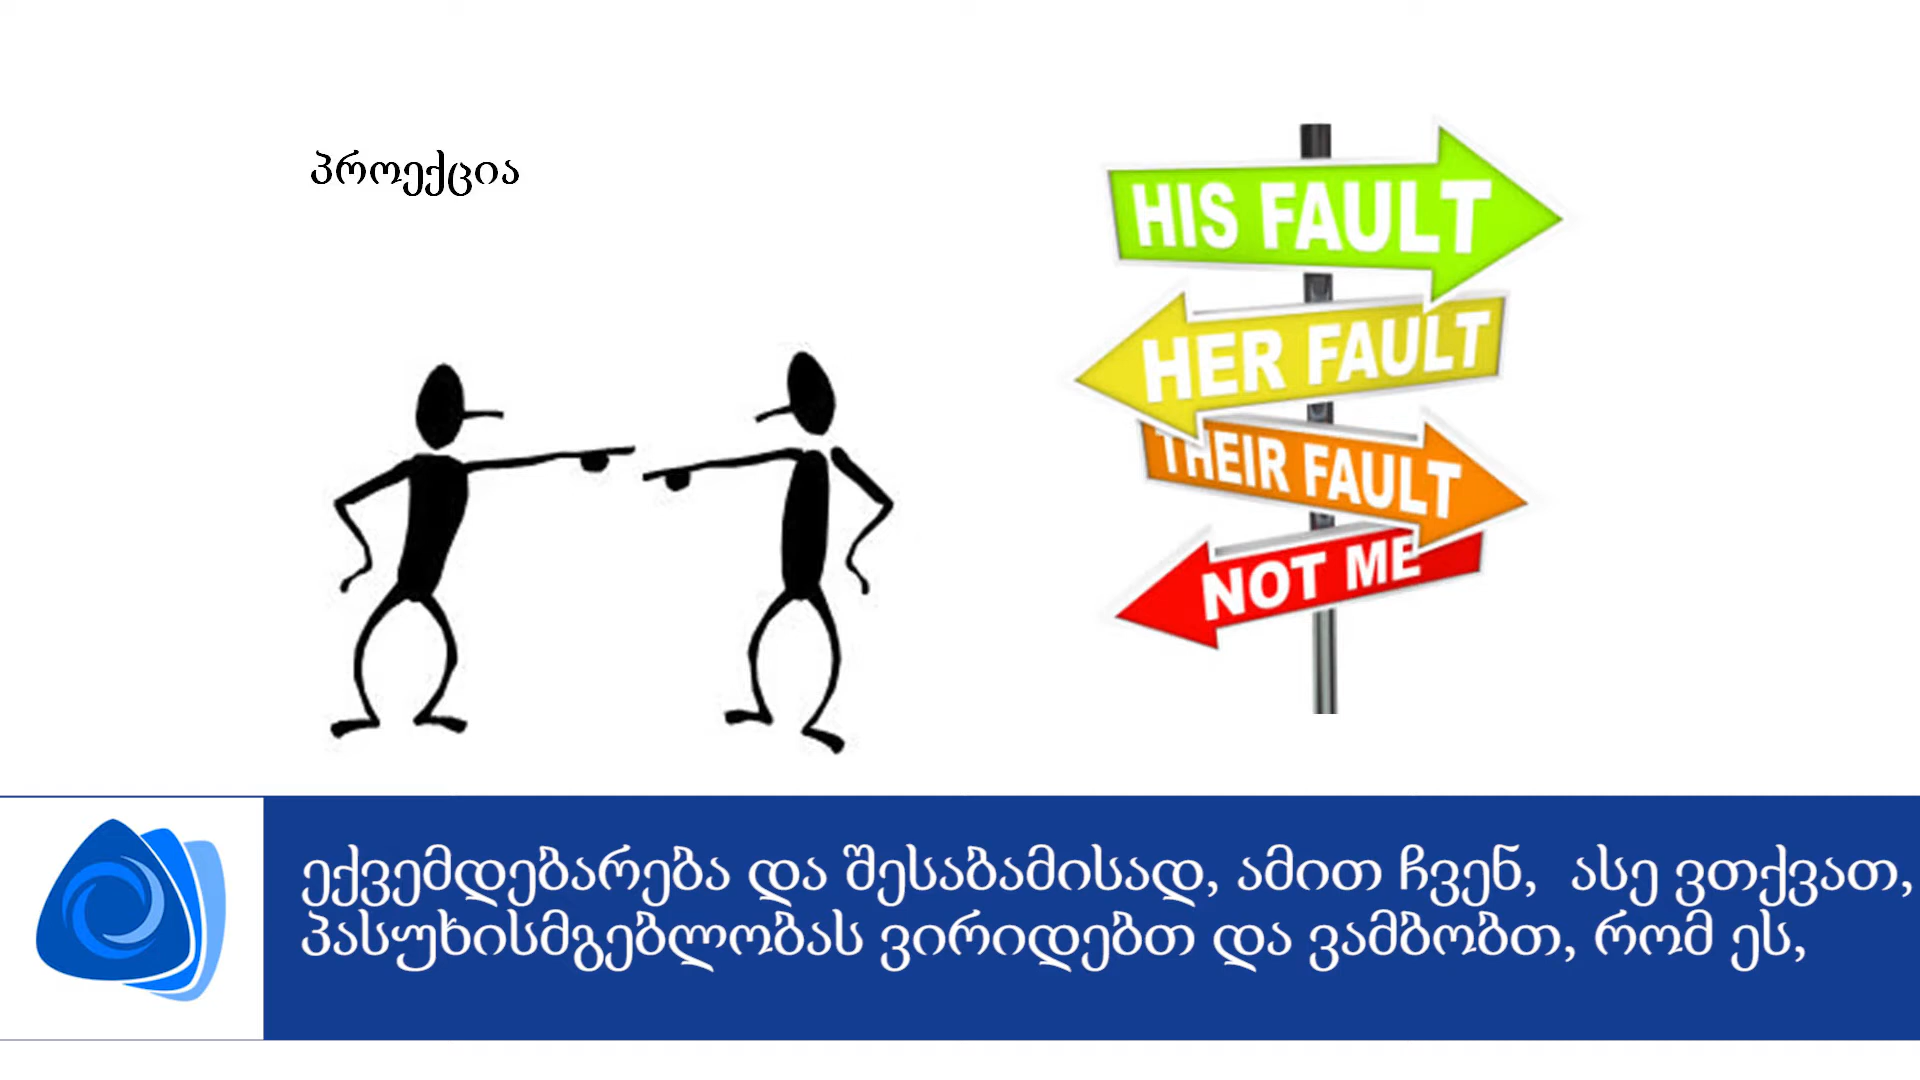 პროექცია
HIS FAULT
HER FAULT
THEIR FAULT
NOT ME
ექვემდებარება და შესაბამისად, ამით ჩვენ,  ასე ვთქვათ,
პასუხისმგებლობას ვირიდებთ და ვამბობთ, რომ ეს,